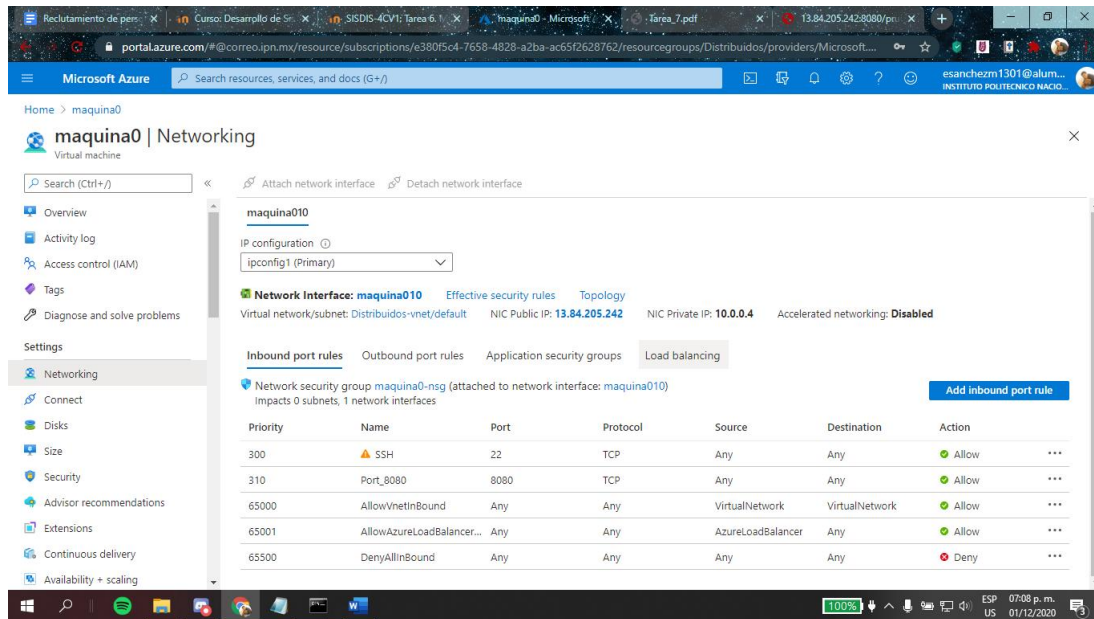 Reclutamiento de pers
Curso: Desarrollo de Sis
SISDIS-4CV1: Tarea 6. 
maquina0 - Microsoft
Tarea_7.pdf
13.84.205.242:8080/pru
portal.azure.com/#@correo.ipn.mx/resource/subscriptions/e380f5c4-7658-4828-a2ba-ac65f2628762/resourcegroups/Distribuidos/providers/Microsoft....
Microsoft Azure
Search resources, services, and docs (G+/)
esanchezm1301@alum...
INSTITUTO POLITECNICO NACIO...
Home > maquina0
maquina0 | Networking
Virtual machine
Search (Ctrl+/)
Overview
Activity log
Access control (IAM)
Tags
Diagnose and solve problems
Settings
Networking
Connect
Disks
Size
Security
Advisor recommendations
Extensions
Continuous delivery
Availability + scaling
Attach network interface Detach network interface
maquina010
IP configuration
ipconfig1 (Primary)
Network Interface: maquina010 Effective security rules Topology
Virtual network/subnet: Distribuidos-vnet/default NIC Public IP: 13.84.205.242 NIC Private IP: 10.0.0.4 Accelerated networking: Disabled
Inbound port rules Outbound port rules Application security groups Load balancing
Network security group maquina0-nsg (attached to network interface: maquina010)
Impacts 0 subnets, 1 network interfaces
Add inbound port rule
Priority Name Port Protocol Source Destination Action
300 SSH 22 TCP Any Any Allow
310 Port_8080 8080 TCP Any Any Allow
65000 AllowVnetInBound Any Any VirtualNetwork VirtualNetwork Allow
65001 AllowAzureLoadBalancer... Any Any AzureLoadBalancer Any Allow
65500 DenyAllInBound Any Any Any Any Deny
100%
ESP
US
07:08 p. m.
01/12/2020
3